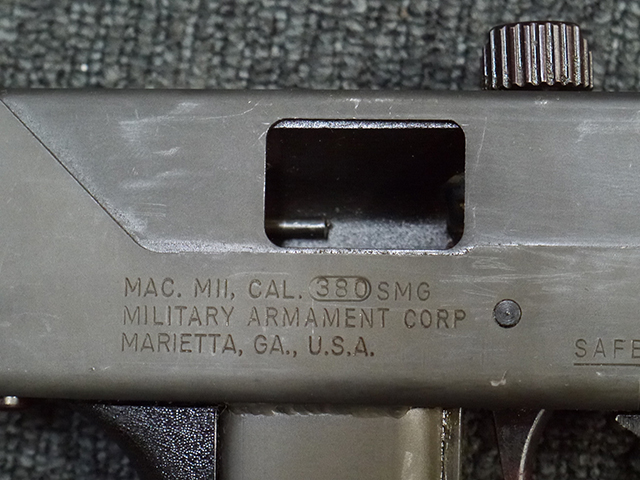 MAC. M11, CAL. 380 SMG
MILITARY ARMAMENT CORP
MARIETTA, GA., U.S.A.
SAFE